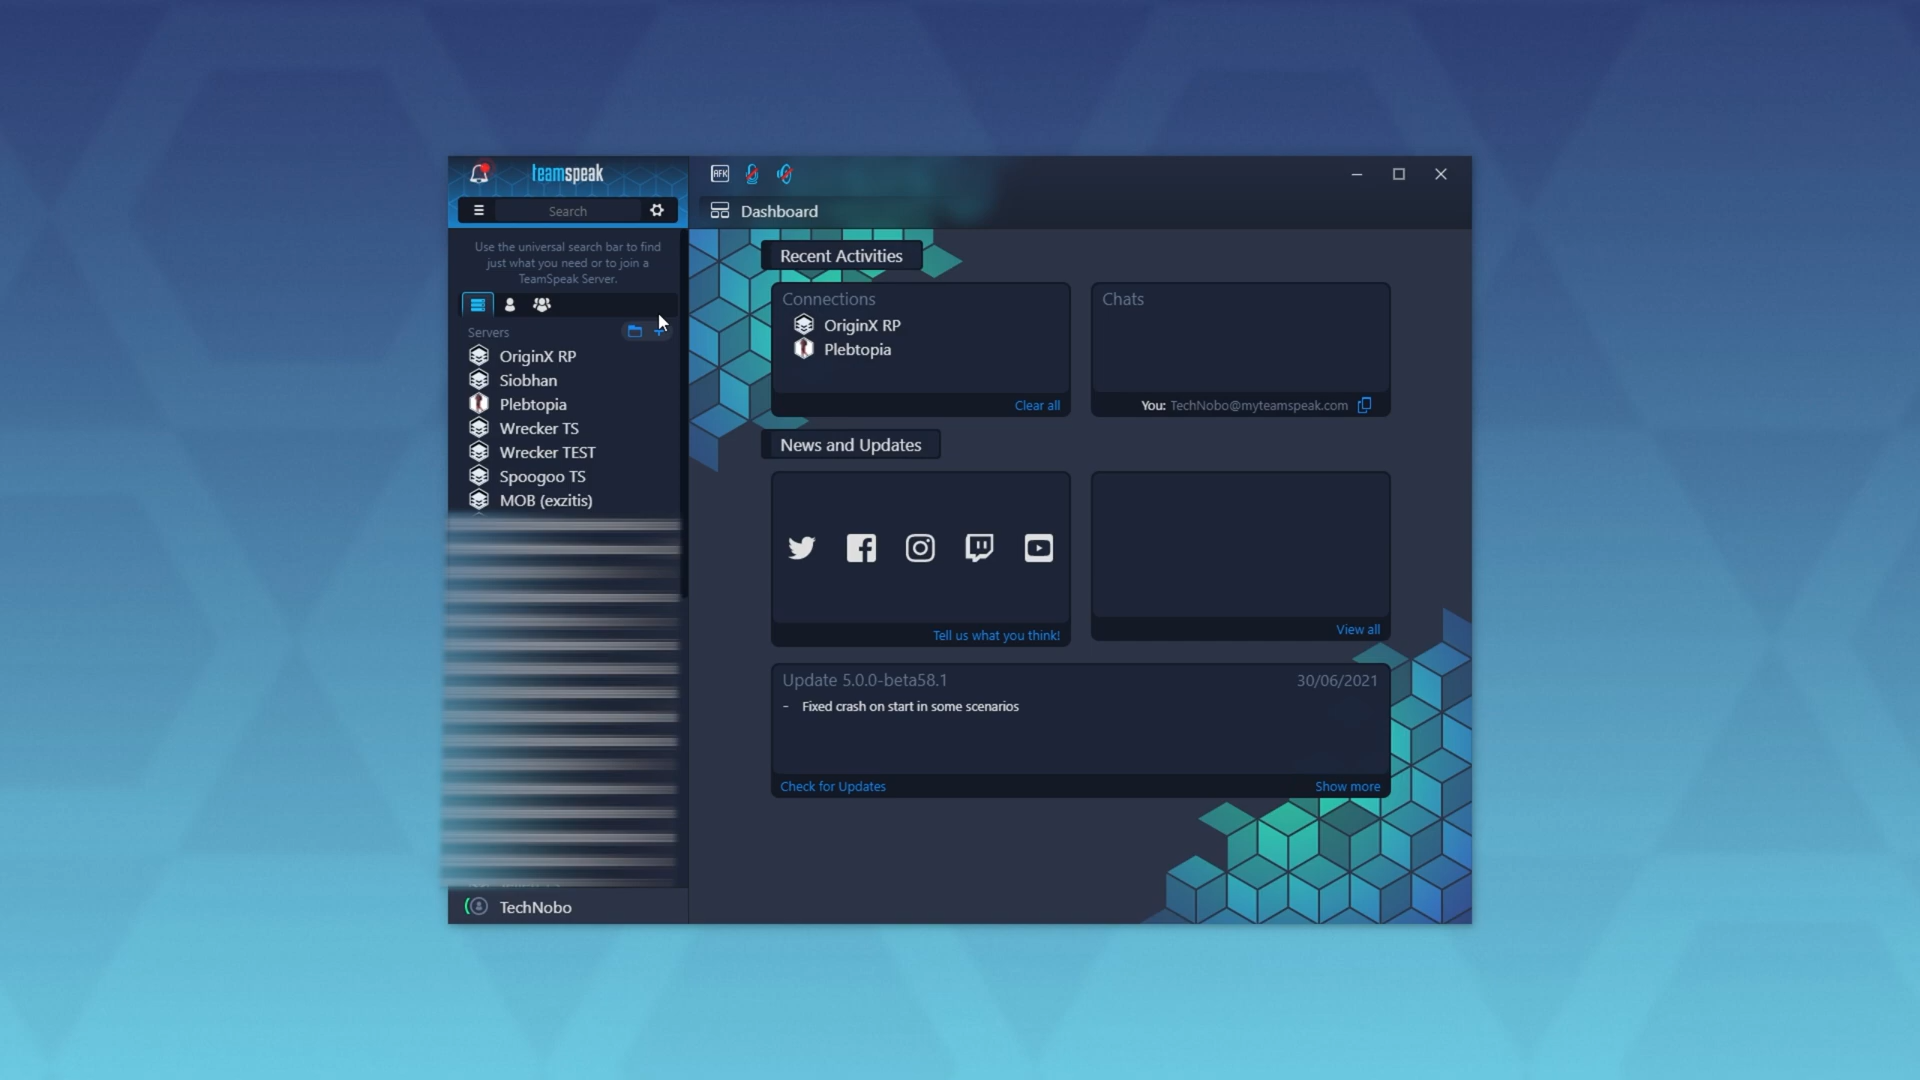 teamspeak
Search
Use the universal search bar to find
just what you need or to join a
TeamSpeak Server.
Servers
OriginX RP
Siobhan
Plebtopia
Wrecker TS
Wrecker TEST
Spoogoo TS
MOB (exzitis)
TechNobo
AFK
Dashboard
Recent Activities
Connections
OriginX RP
Plebtopia
Clear all
Chats
You: TechNobo@myteamspeak.com
News and Updates
Tell us what you think!
View all
Update 5.0.0-beta58.1
30/06/2021
- Fixed crash on start in some scenarios
Check for Updates
Show more